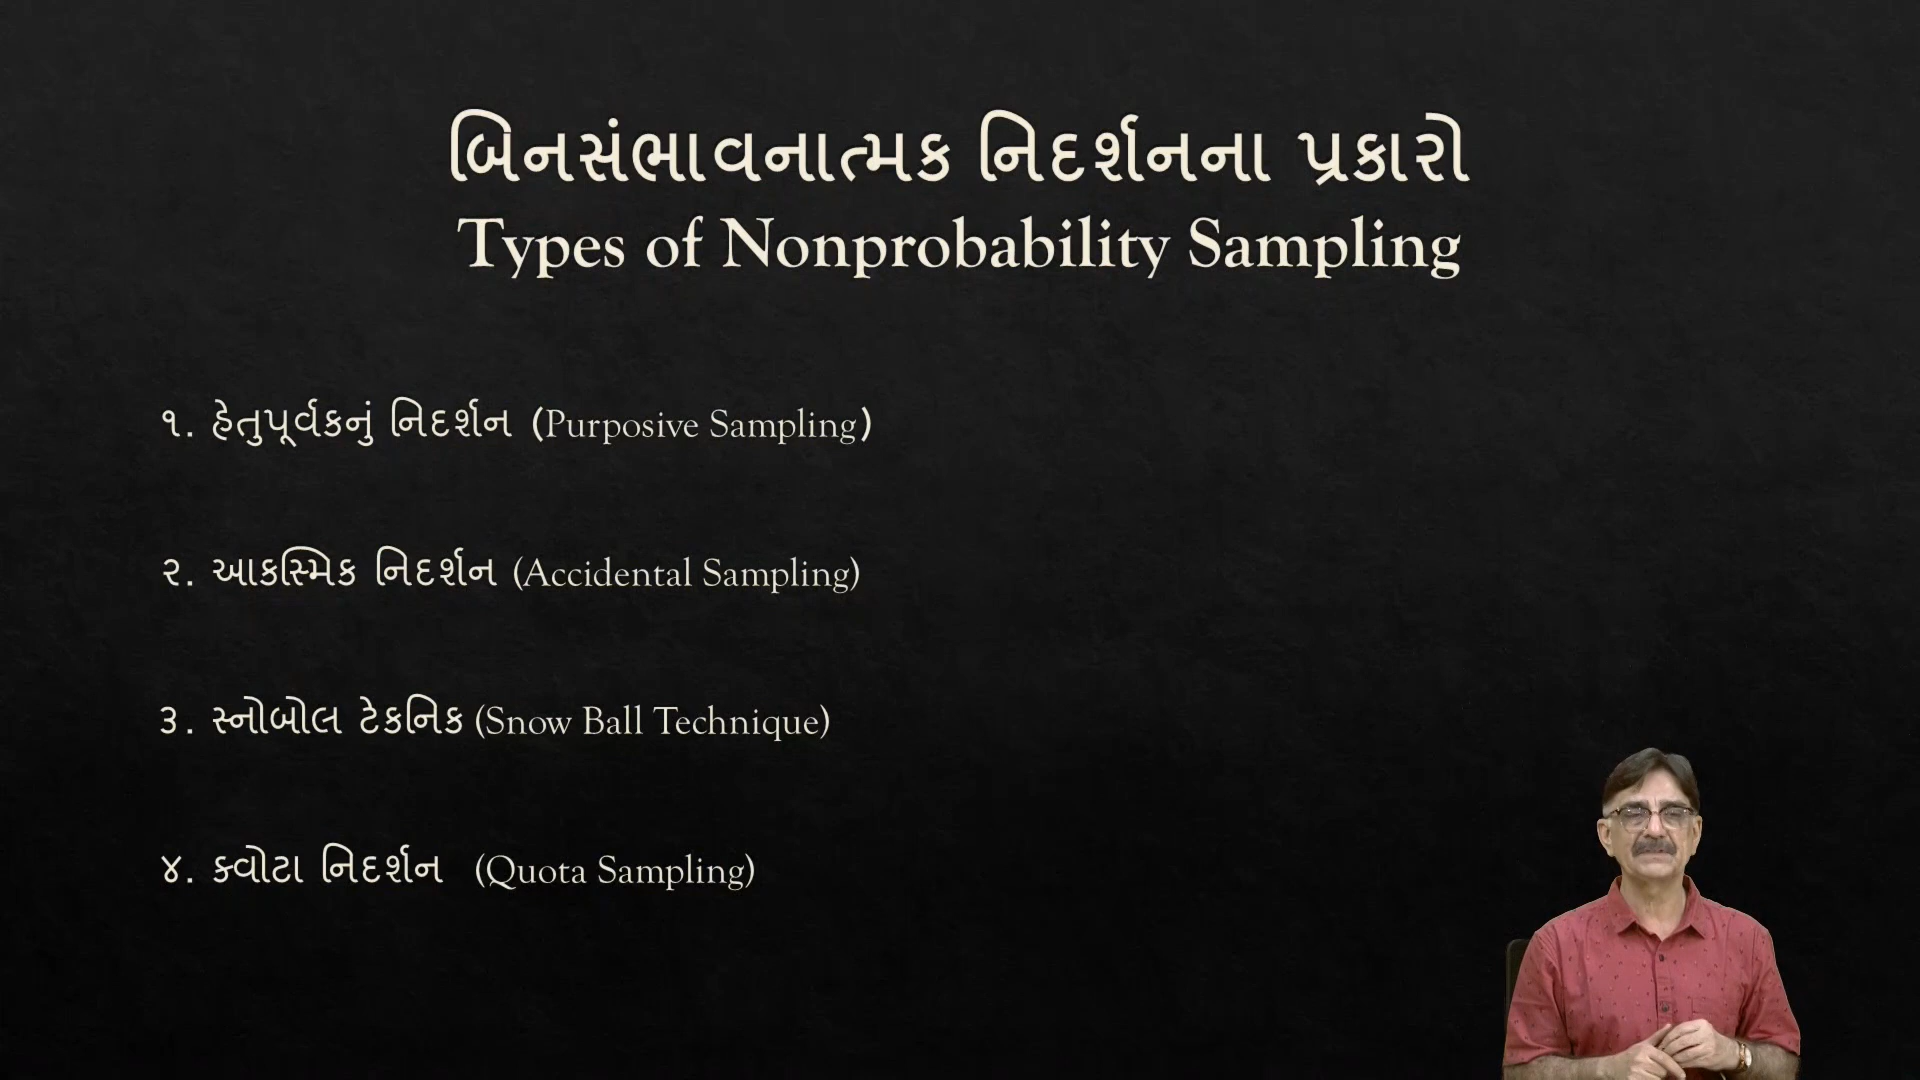 બિનસંભાવનાત્મક નિદર્શનના પ્રકારો
Types of Nonprobability Sampling
૧. હેતુપૂર્વકનું નિદર્શન (Purposive Sampling)
૨. આકસ્મિક નિદર્શન (Accidental Sampling)
૩. સ્નોબોલ ટેકનિક (Snow Ball Technique)
૪. ક્વોટા નિદર્શન (Quota Sampling)